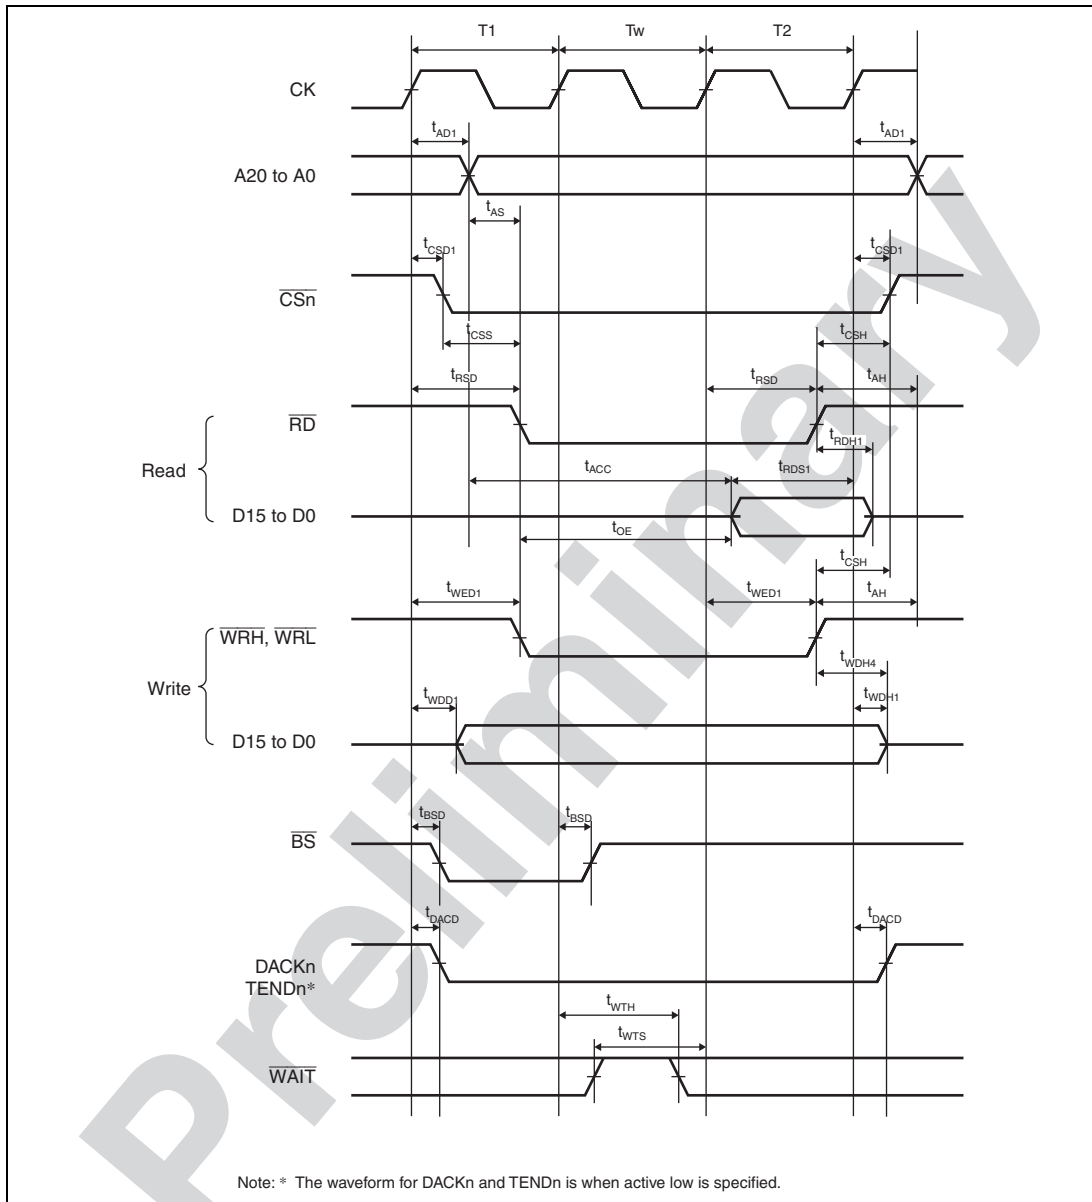 T1 Tw T2
CK
tAD1 tAD1
A20 to A0
tAS
tCSD1 tCSD1
CSn
tCSS tCSH
tRSD tRSD tAH
RD
tRDH1
Read
tACC tRDS1
D15 to D0
tOE
tCSH
tWED1 tWED1 tAH
WRH, WRL
tWDH4
Write
tWDD1 tWDH1
D15 to D0
tBSD tBSD
BS
tDACD tDACD
DACKn
TENDn*
tWTH
tWTS
WAIT
Note: * The waveform for DACKn and TENDn is when active low is specified.
Preliminary